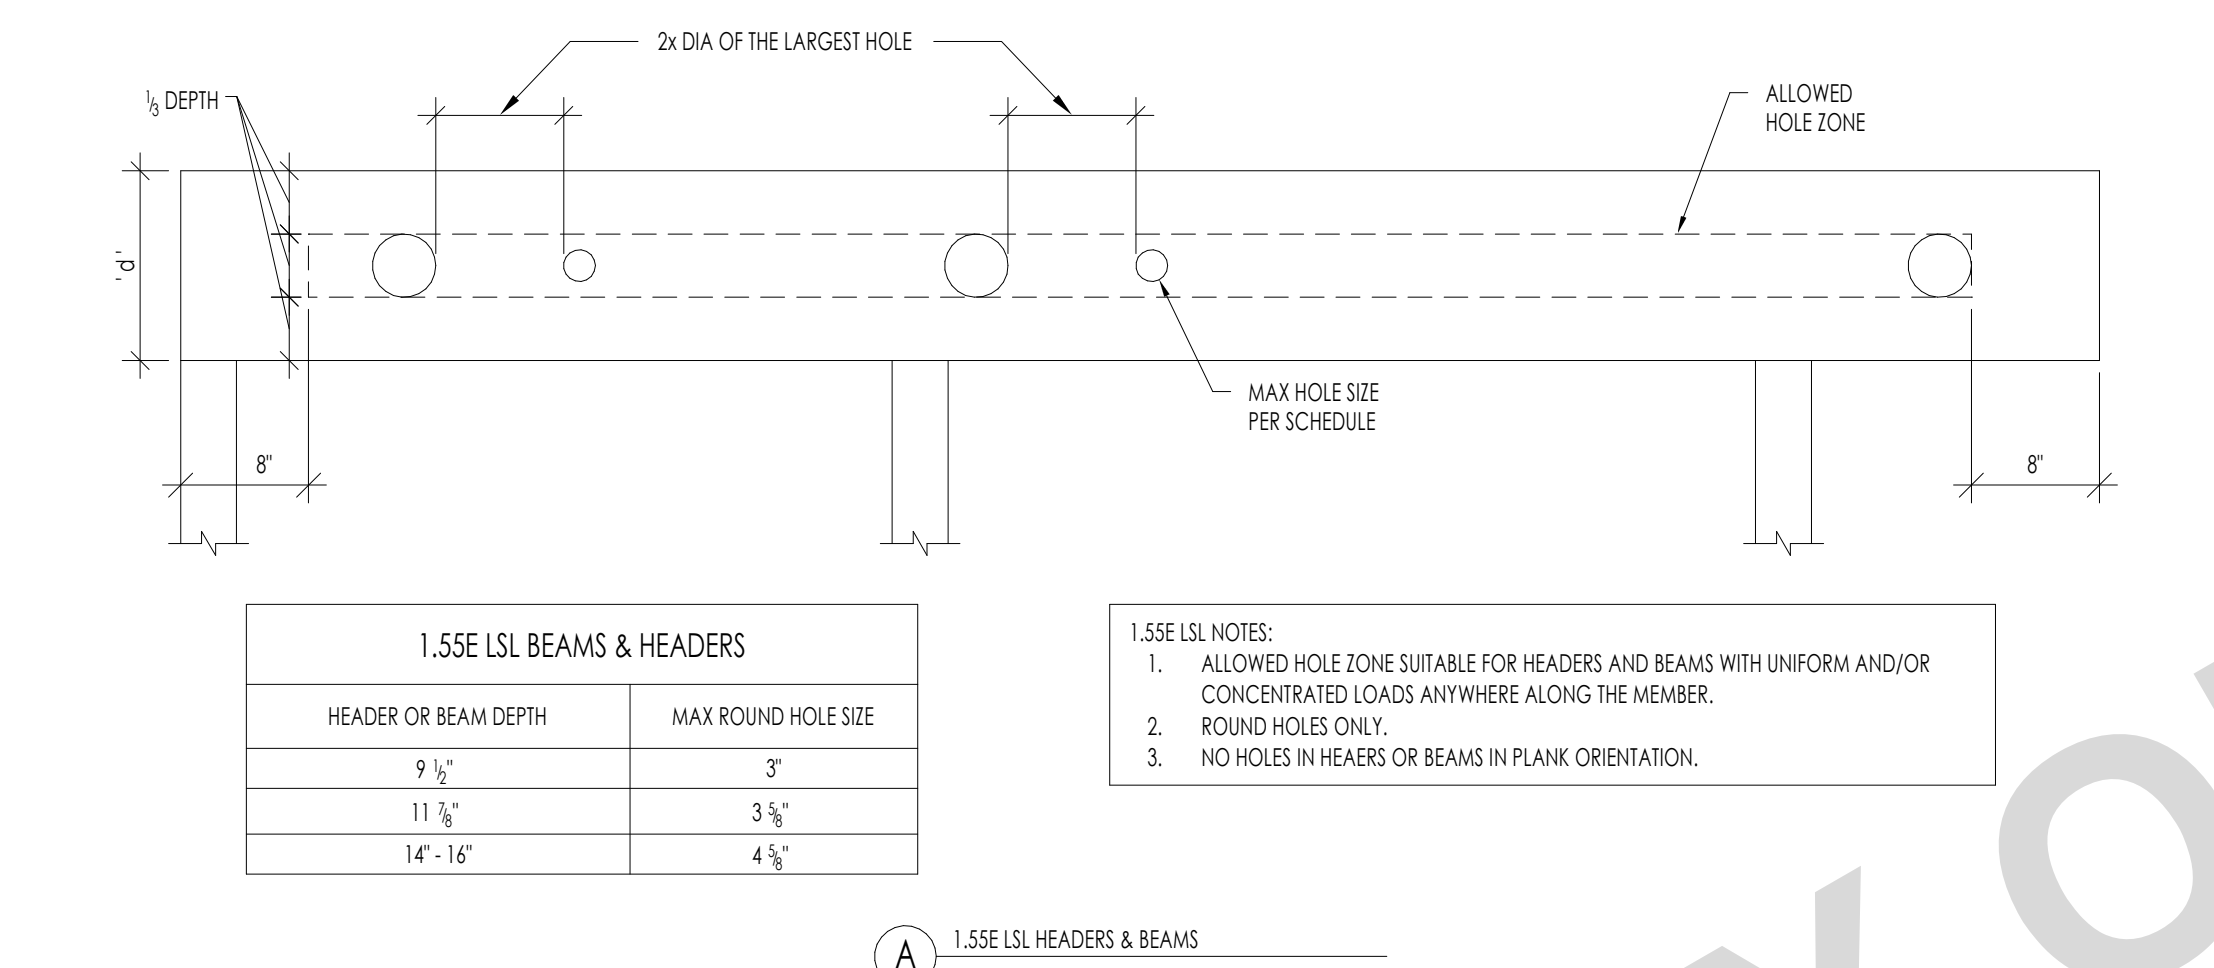 2x DIA OF THE LARGEST HOLE
⅓ DEPTH
ALLOWED
HOLE ZONE
'd'
MAX HOLE SIZE
PER SCHEDULE
8"
8"
1.55E LSL BEAMS & HEADERS
HEADER OR BEAM DEPTH MAX ROUND HOLE SIZE
9 ½" 3"
11 ⅞" 3 ⅝"
14" - 16" 4 ⅝"
1.55E LSL NOTES:
1. ALLOWED HOLE ZONE SUITABLE FOR HEADERS AND BEAMS WITH UNIFORM AND/OR
CONCENTRATED LOADS ANYWHERE ALONG THE MEMBER.
2. ROUND HOLES ONLY.
3. NO HOLES IN HEAERS OR BEAMS IN PLANK ORIENTATION.
A 1.55E LSL HEADERS & BEAMS